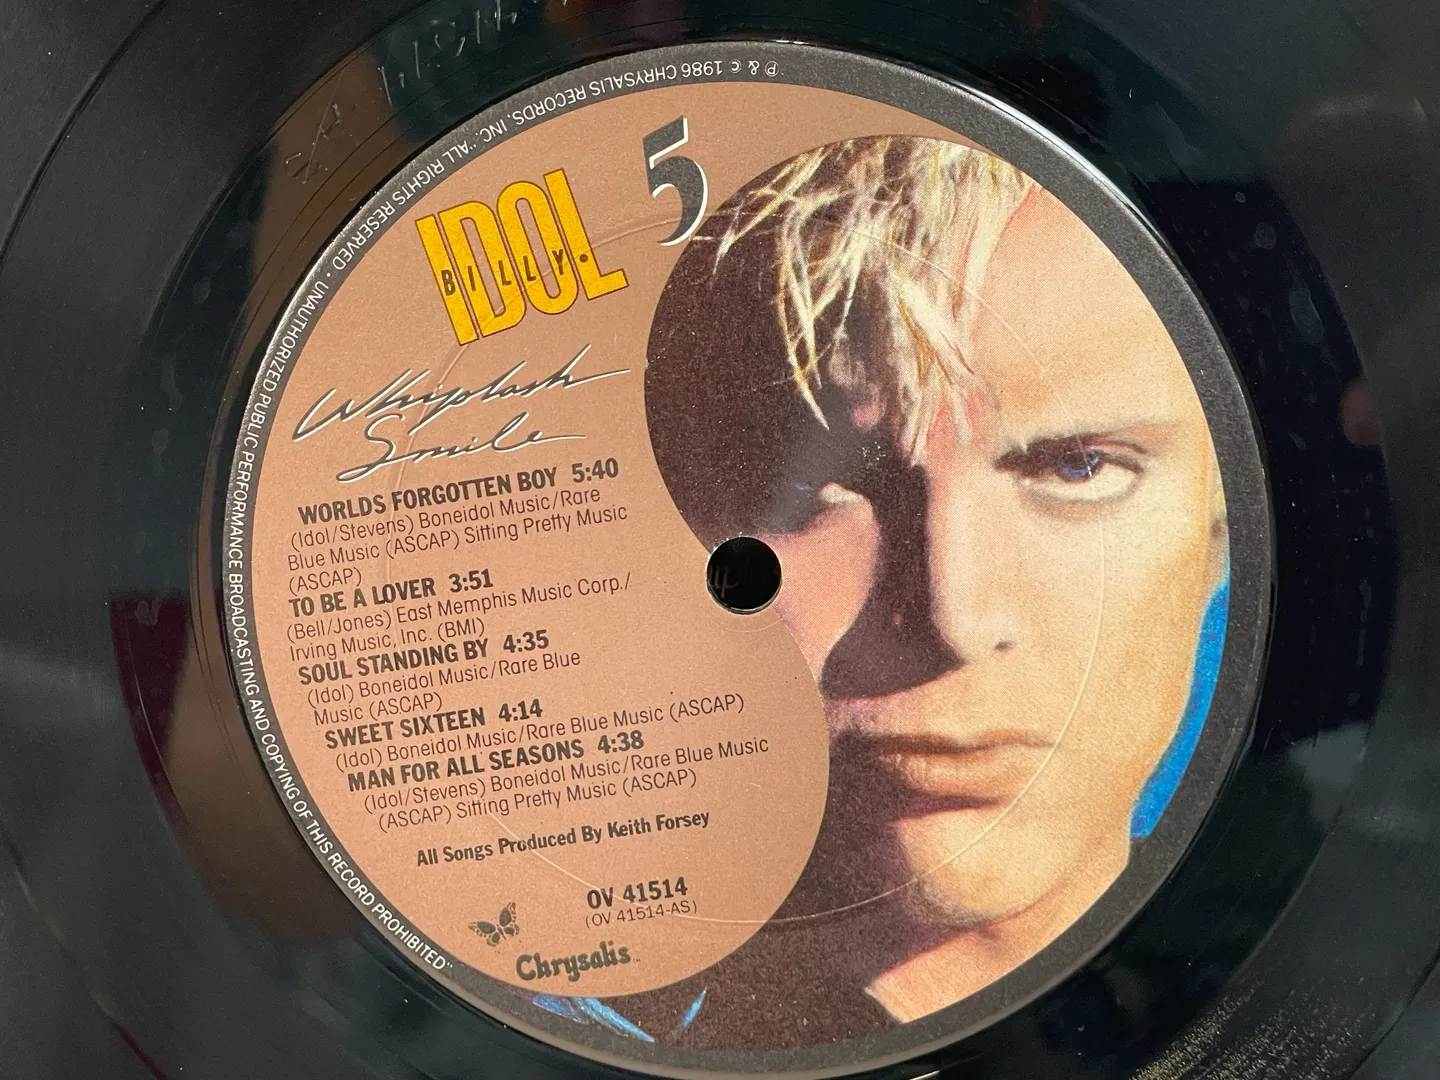 IDOL
BILLY
5
Whiplash
Smile
WORLDS FORGOTTEN BOY 5:40
(Idol/Stevens) Boneidol Music/Rare
Blue Music (ASCAP) Sitting Pretty Music
(ASCAP)
TO BE A LOVER 3:51
(Bell/Jones) East Memphis Music Corp./
Irving Music, Inc. (BMI)
SOUL STANDING BY 4:35
(Idol) Boneidol Music/Rare Blue
Music (ASCAP)
SWEET SIXTEEN 4:14
(Idol) Boneidol Music/Rare Blue Music (ASCAP)
MAN FOR ALL SEASONS 4:38
(Idol/Stevens) Boneidol Music/Rare Blue Music
(ASCAP) Sitting Pretty Music (ASCAP)
All Songs Produced By Keith Forsey
OV 41514
(OV 41514-AS)
Chrysalis
℗ & © 1986 CHRYSALIS RECORDS, INC. "ALL RIGHTS RESERVED · UNAUTHORIZED PUBLIC PERFORMANCE BROADCASTING AND COPYING OF THIS RECORD PROHIBITED"